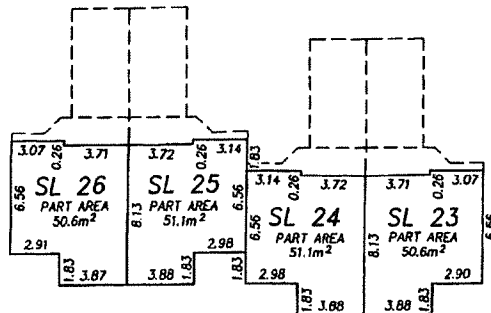 3.07 0.26 3.71 3.72 0.26 3.14 1.83
SL 26
PART AREA
50.6m²
6.56
2.91
1.83
3.87
8.13
SL 25
PART AREA
51.1m²
6.56
2.98
1.83
3.88
3.14 3.72 3.71 0.26 3.07
6.56
SL 24
PART AREA
51.1m²
2.98
1.83
3.88
8.13
SL 23
PART AREA
50.6m²
6.56
2.90
1.83
3.88